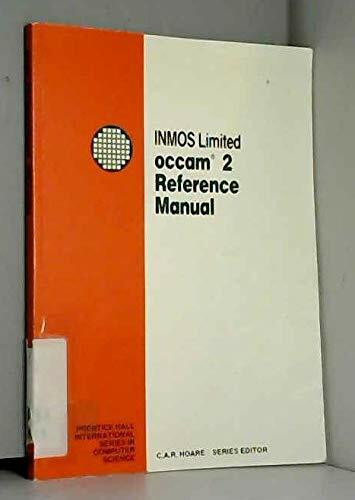 INMOS Limited
occam® 2
Reference
Manual
PRENTICE HALL
INTERNATIONAL
SERIES IN
COMPUTER
SCIENCE
C.A.R. HOARE SERIES EDITOR